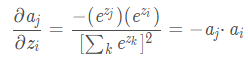 ∂a_j/∂z_i = −(e^{z_j})(e^{z_i})/[∑_k e^{z_k}]^2 = −a_j· a_i